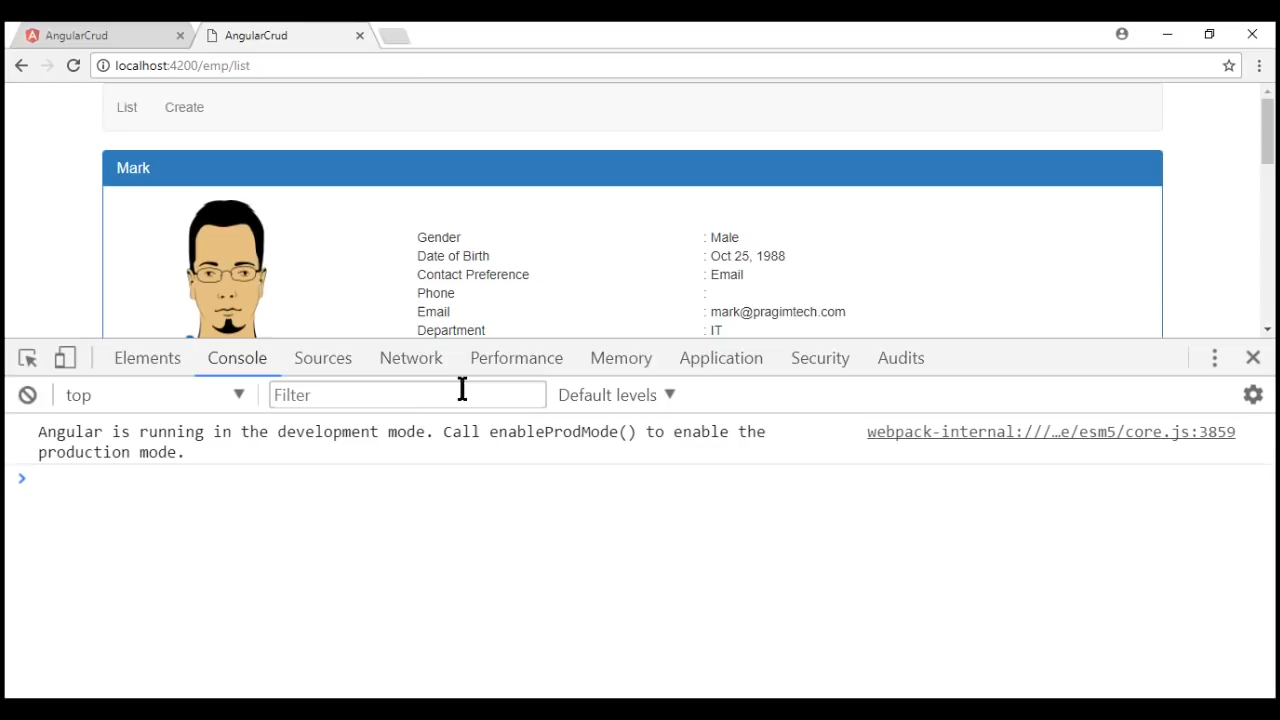 AngularCrud
AngularCrud
localhost:4200/emp/list
List Create
Mark
Gender : Male
Date of Birth : Oct 25, 1988
Contact Preference : Email
Phone :
Email : mark@pragimtech.com
Department : IT
Elements Console Sources Network Performance Memory Application Security Audits
top Filter Default levels
Angular is running in the development mode. Call enableProdMode() to enable the webpack-internal:///…e/esm5/core.js:3859
production mode.